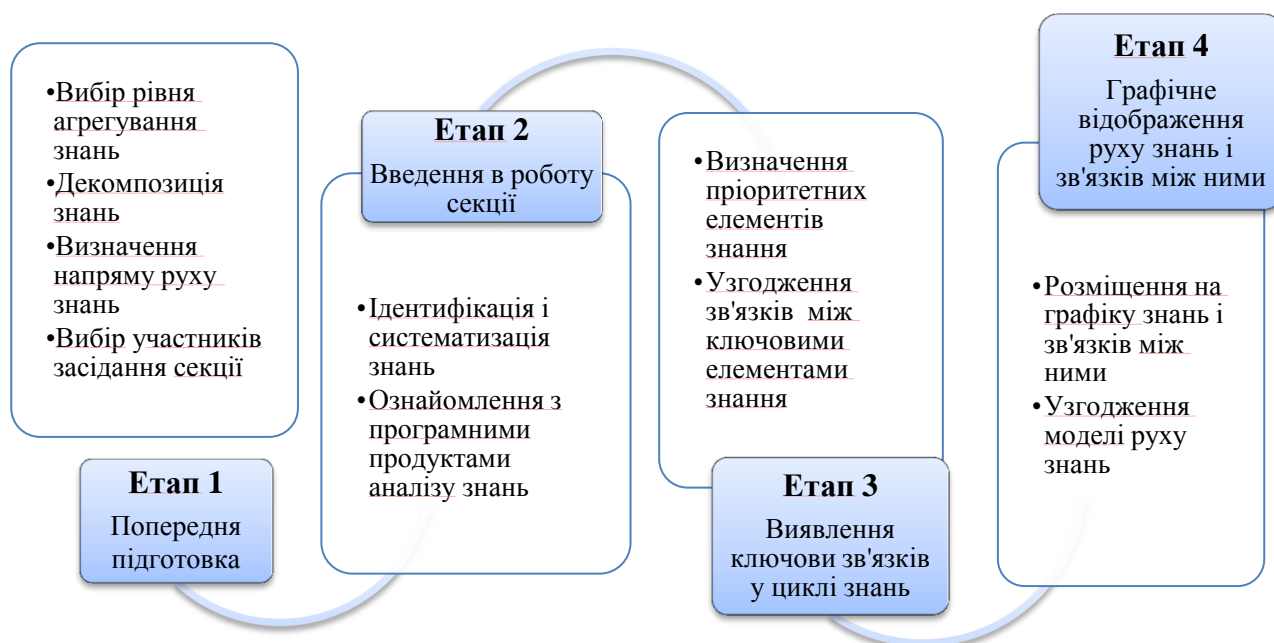 •Вибір рівня
агрегування
знань
•Декомпозиція
знань
•Визначення
напряму руху
знань
•Вибір участників
засідання секції
Етап 1
Попередня
підготовка
Етап 2
Введення в роботу
секції
•Ідентифікація і
систематизація
знань
•Ознайомлення з
програмними
продуктами
аналізу знань
•Визначення
пріоритетних
елементів
знання
•Узгодження
зв'язків між
ключовими
елементами
знання
Етап 3
Виявлення
ключови зв'язків
у циклі знань
Етап 4
Графічне
відображення
руху знань і
зв'язків між ними
•Розміщення на
графіку знань і
зв'язків між
ними
•Узгодження
моделі руху
знань